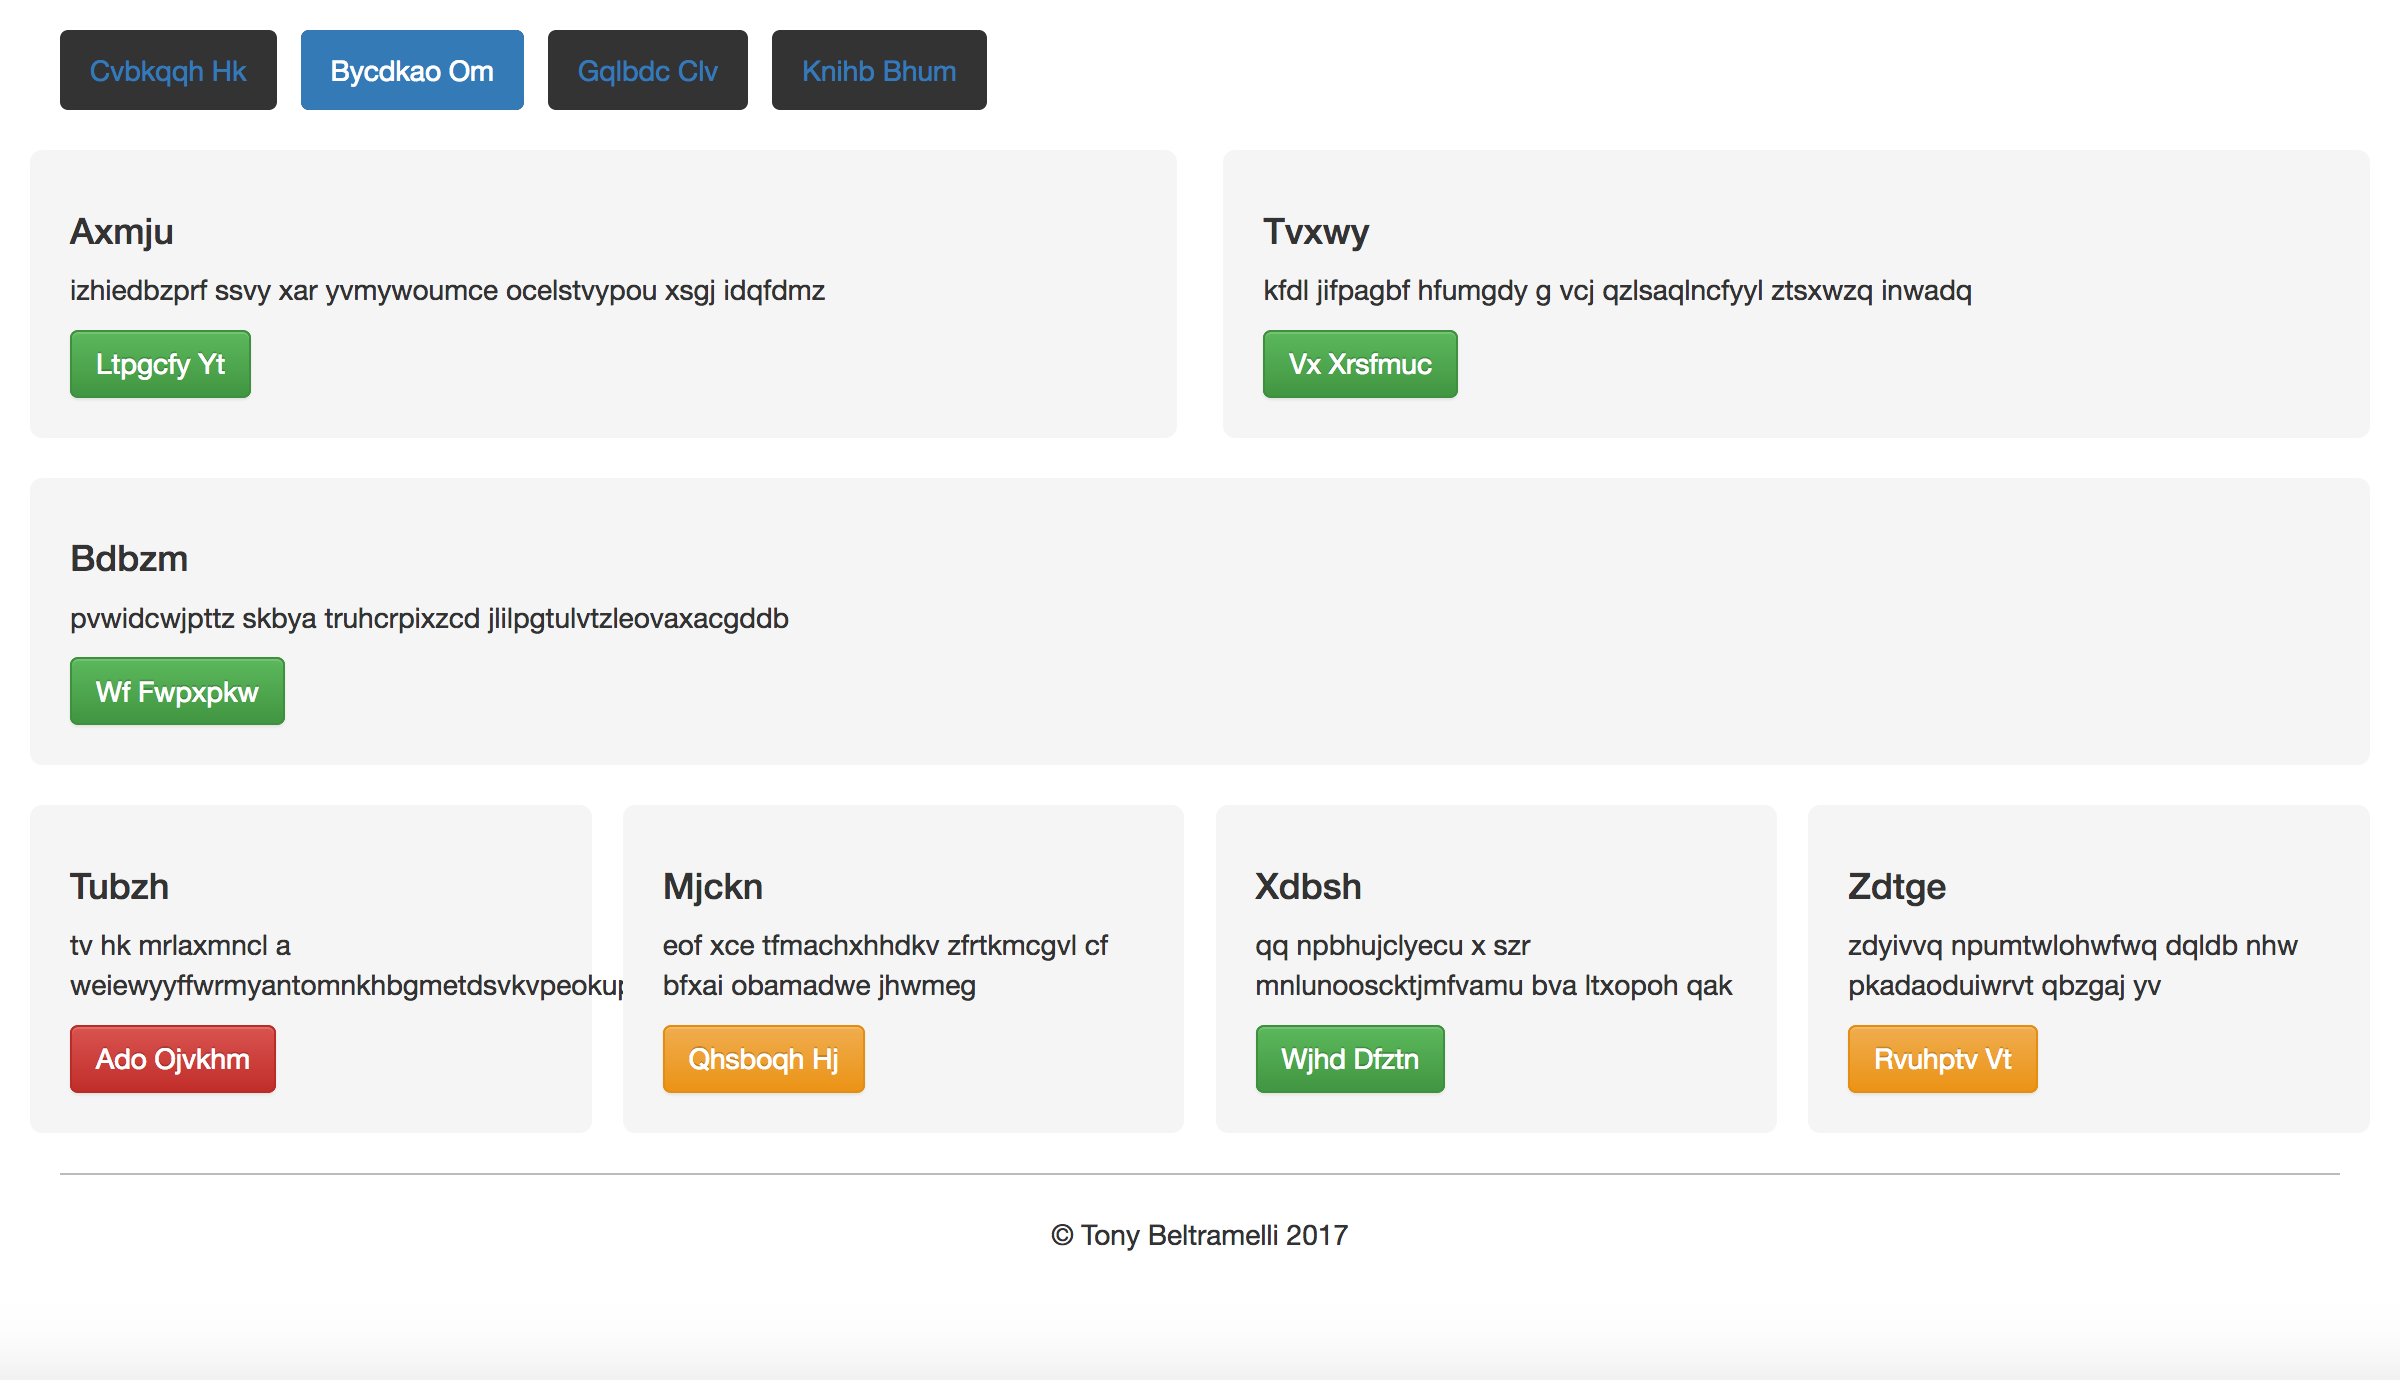 Cvbkqqh Hk Bycdkao Om Gqlbdc Clv Knihb Bhum
Axmju
izhiedbzprf ssvy xar yvmywoumce ocelstvypou xsgj idqfdmz
Ltpgcfy Yt
Tvxwy
kfdl jifpagbf hfumgdy g vcj qzlsaqlncfyyl ztsxwzq inwadq
Vx Xrsfmuc
Bdbzm
pvwidcwjpttz skbya truhcrpixzcd jlilpgtulvtzleovaxacgddb
Wf Fwpxpkw
Tubzh
tv hk mrlaxmncl a
Ado Ojvkhm
Mjckn
eof xce tfmachxhhdkv zfrtkmcgvl cf
bfxai obamadwe jhwmeg
Qhsboqh Hj
Xdbsh
qq npbhujclyecu x szr
mnlunooscktjmfvamu bva ltxopoh qak
Wjhd Dfztn
Zdtge
zdyivvq npumtwlohwfwq dqldb nhw
pkadaoduiwrvt qbzgaj yv
Rvuhptv Vt
© Tony Beltramelli 2017